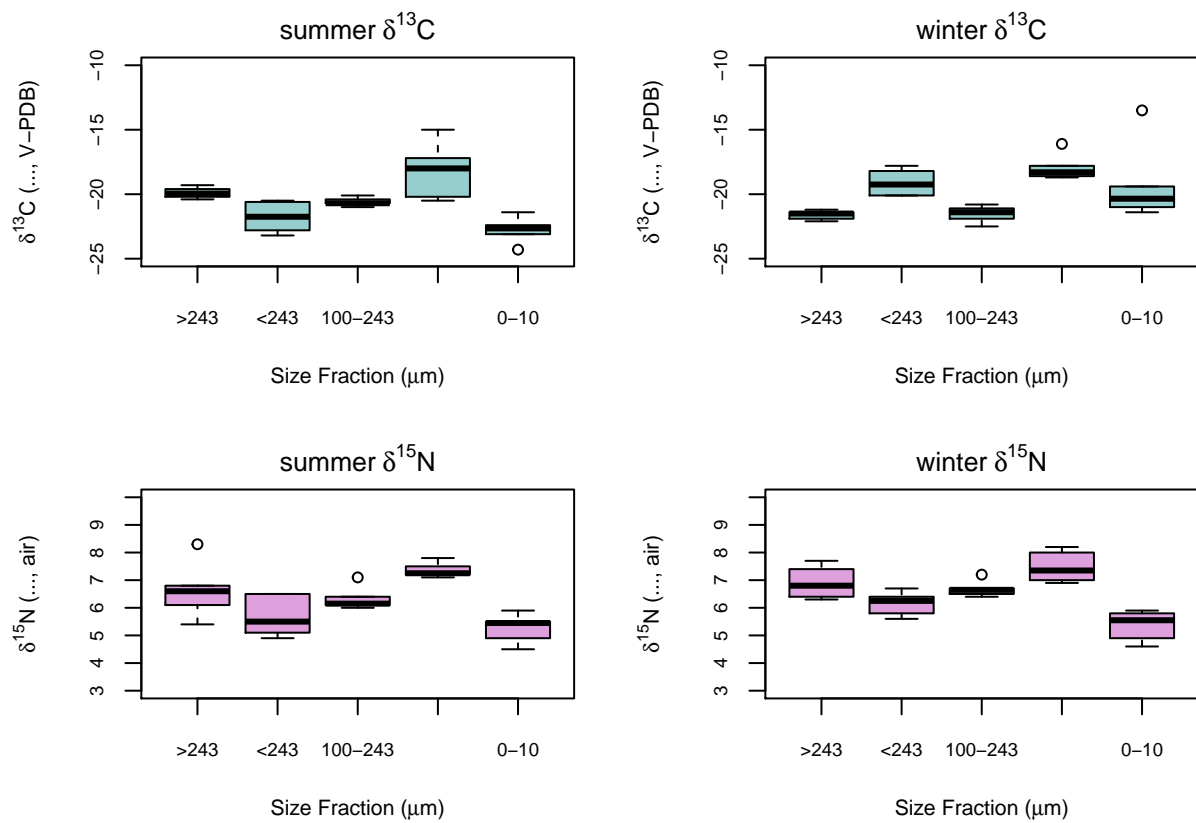 summer δ¹³C
δ¹³C (..., V−PDB)
−10
−15
−20
−25
>243 <243 100−243 0−10
Size Fraction (μm)
winter δ¹³C
δ¹³C (..., V−PDB)
−10
−15
−20
−25
>243 <243 100−243 0−10
Size Fraction (μm)
summer δ¹⁵N
δ¹⁵N (..., air)
9
8
7
6
5
4
3
>243 <243 100−243 0−10
Size Fraction (μm)
winter δ¹⁵N
δ¹⁵N (..., air)
9
8
7
6
5
4
3
>243 <243 100−243 0−10
Size Fraction (μm)